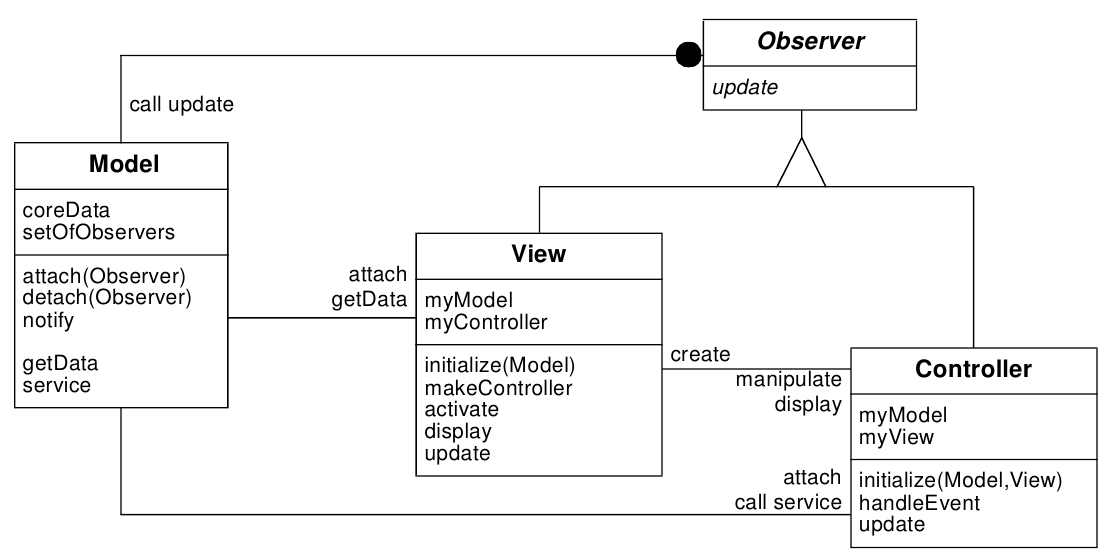 Observer
update
call update
Model
coreData
setOfObservers
attach(Observer)
detach(Observer)
notify
getData
service
attach
getData
View
myModel
myController
initialize(Model)
makeController
activate
display
update
create
manipulate
display
attach
call service
Controller
myModel
myView
initialize(Model,View)
handleEvent
update